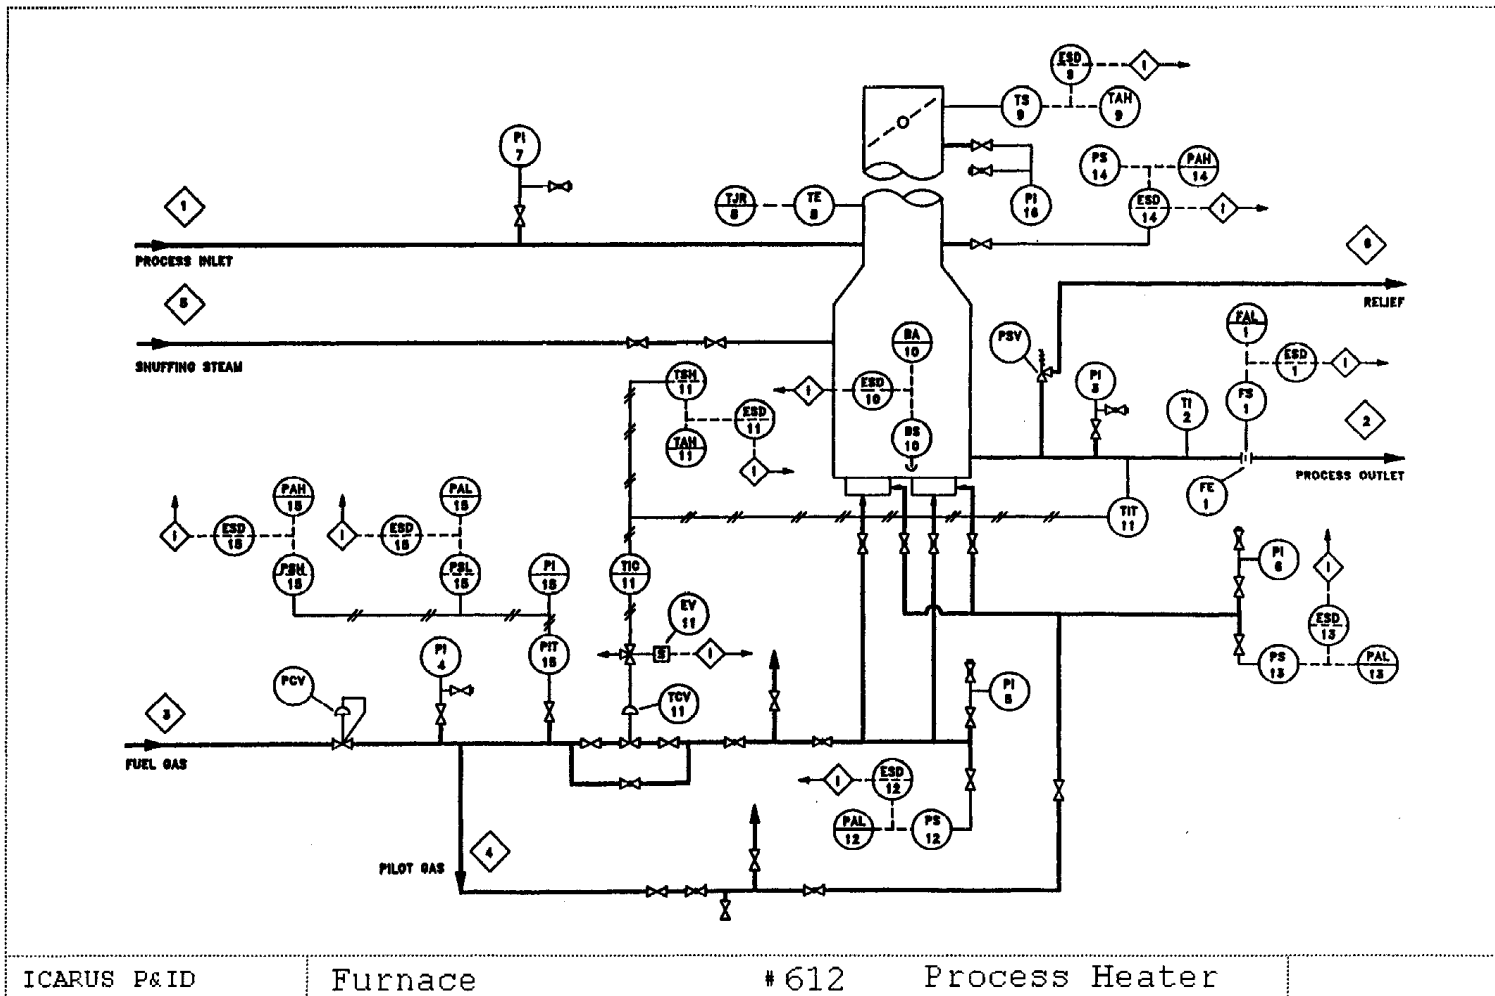 ESD
9
I
TS
9
TAH
9
PI
7
PS
14
PAH
14
TJR
8
TE
8
PI
16
ESD
14
I
1
PROCESS INLET
6
RELIEF
5
SNUFFING STEAM
BA
10
PSV
FAL
1
ESD
1
I
TSH
11
I
ESD
10
PI
3
FS
1
TI
2
ESD
11
TAH
11
BS
10
2
PROCESS OUTLET
I
PAH
15
PAL
15
FE
1
TIT
11
I
ESD
15
I
ESD
15
PSH
15
PSL
15
PI
15
TIC
11
PI
6
I
EY
11
ESD
13
PI
4
PIT
15
S
I
PS
13
PAL
13
PCV
TCV
11
PI
5
3
FUEL GAS
I
ESD
12
PAL
12
PS
12
4
PILOT GAS
ICARUS P&ID
Furnace
#612
Process Heater